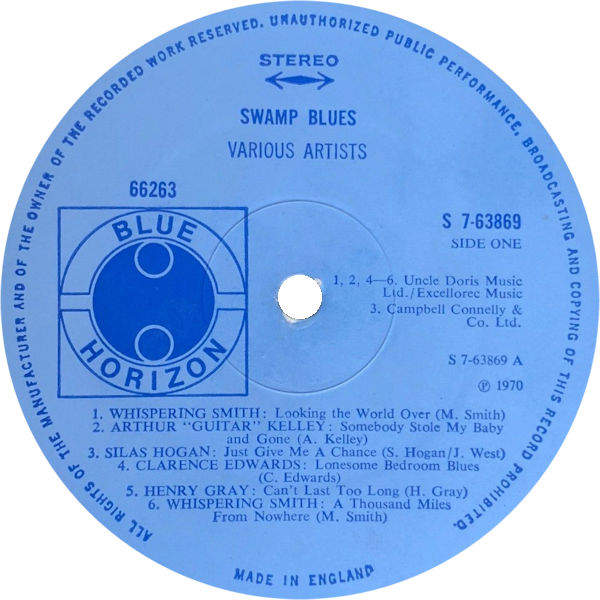 ALL RIGHTS OF THE MANUFACTURER AND OF THE OWNER OF THE RECORDED WORK RESERVED. UNAUTHORIZED PUBLIC PERFORMANCE, BROADCASTING AND COPYING OF THIS RECORD PROHIBITED.
STEREO
SWAMP BLUES
VARIOUS ARTISTS
66263
BLUE
HORIZON
S 7-63869
SIDE ONE
1, 2, 4—6. Uncle Doris Music
Ltd./Excellorec Music
3. Campbell Connelly &
Co. Ltd.
S 7-63869 A
℗ 1970
1. WHISPERING SMITH: Looking the World Over (M. Smith)
2. ARTHUR "GUITAR" KELLEY: Somebody Stole My Baby
and Gone (A. Kelley)
3. SILAS HOGAN: Just Give Me A Chance (S. Hogan/J. West)
4. CLARENCE EDWARDS: Lonesome Bedroom Blues
(C. Edwards)
5. HENRY GRAY: Can't Last Too Long (H. Gray)
6. WHISPERING SMITH: A Thousand Miles
From Nowhere (M. Smith)
MADE IN ENGLAND